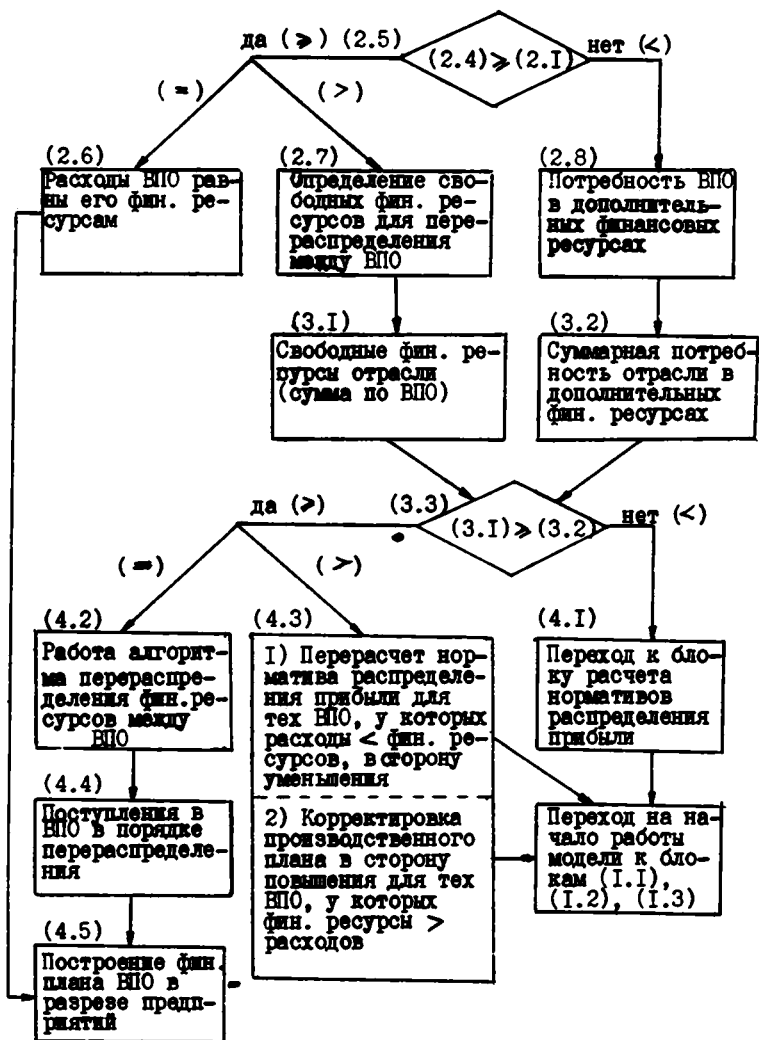 да (⩾) (2.5)
(2.4)⩾(2.I)
нет (<)
(=)
(>)
(2.6)
Расходы ВПО рав-
ны его фин. ре-
сурсам
(2.7)
Определение сво-
бодных фин. ре-
сурсов для пере-
распределения
между ВПО
(2.8)
Потребность ВПО
в дополнитель-
ных финансовых
ресурсах
(3.I)
Свободные фин. ре-
сурсы отрасли
(сумма по ВПО)
(3.2)
Суммарная потреб-
ность отрасли в
дополнительных
фин. ресурсах
да (⩾)
(3.3)
(3.I)⩾(3.2)
нет (<)
(=)
(>)
(4.2)
Работа алгорит-
ма перераспре-
деления фин.ре-
сурсов между
ВПО
(4.3)
I) Перерасчет нор-
матива распределе-
ния прибыли для
тех ВПО, у которых
расходы < фин. ре-
сурсов, в сторону
уменьшения
2) Корректировка
производственного
плана в сторону
повышения для тех
ВПО, у которых
фин. ресурсы >
расходов
(4.I)
Переход к бло-
ку расчета
нормативов
распределения
прибыли
(4.4)
Поступления в
ВПО в порядке
перераспределе-
ния
Переход на на-
чало работы
модели к бло-
кам (I.I),
(I.2), (I.3)
(4.5)
Построение фин.
плана ВПО в
разрезе предп-
риятий